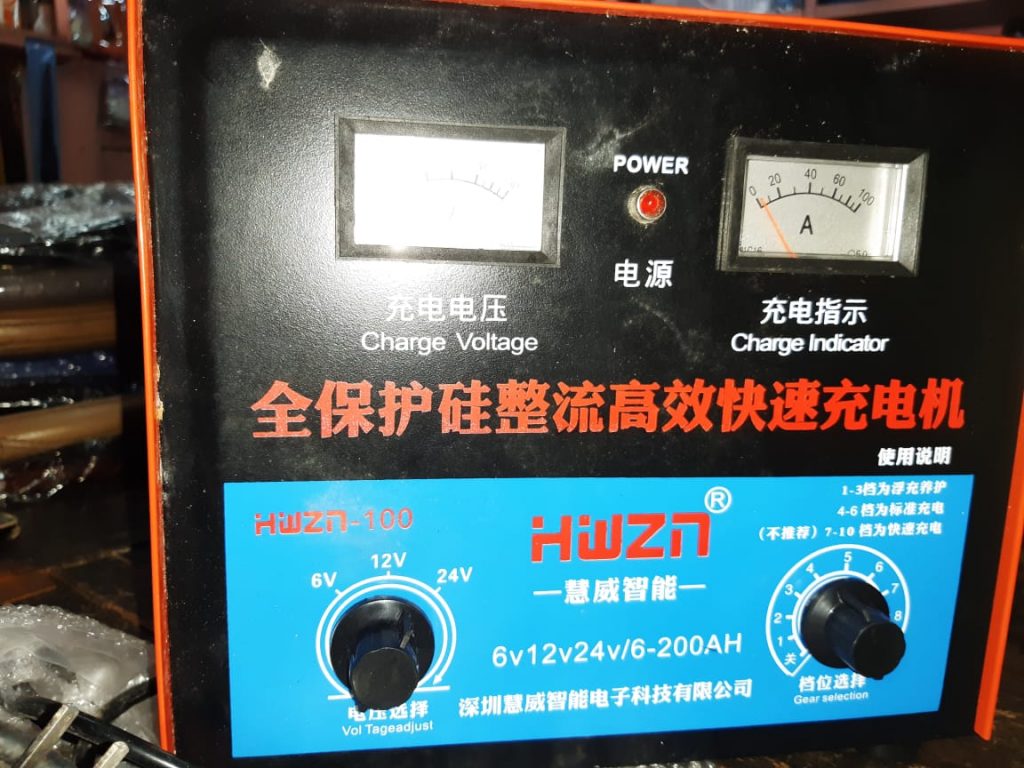 POWER
电源
0 20 40 60 100
A
充电电压
Charge Voltage
充电指示
Charge Indicator
全保护硅整流高效快速充电机
使用说明
1-3档为浮充养护
4-6档为标准充电
(不推荐)7-10档为快速充电
HWZN-100
HWZN®
—慧威智能—
6V 12V 24V
1 2 3 4 5 6 7 8
关
6v12v24v/6-200AH
深圳慧威智能电子科技有限公司
电压选择
Vol Tageadjust
档位选择
Gear selection